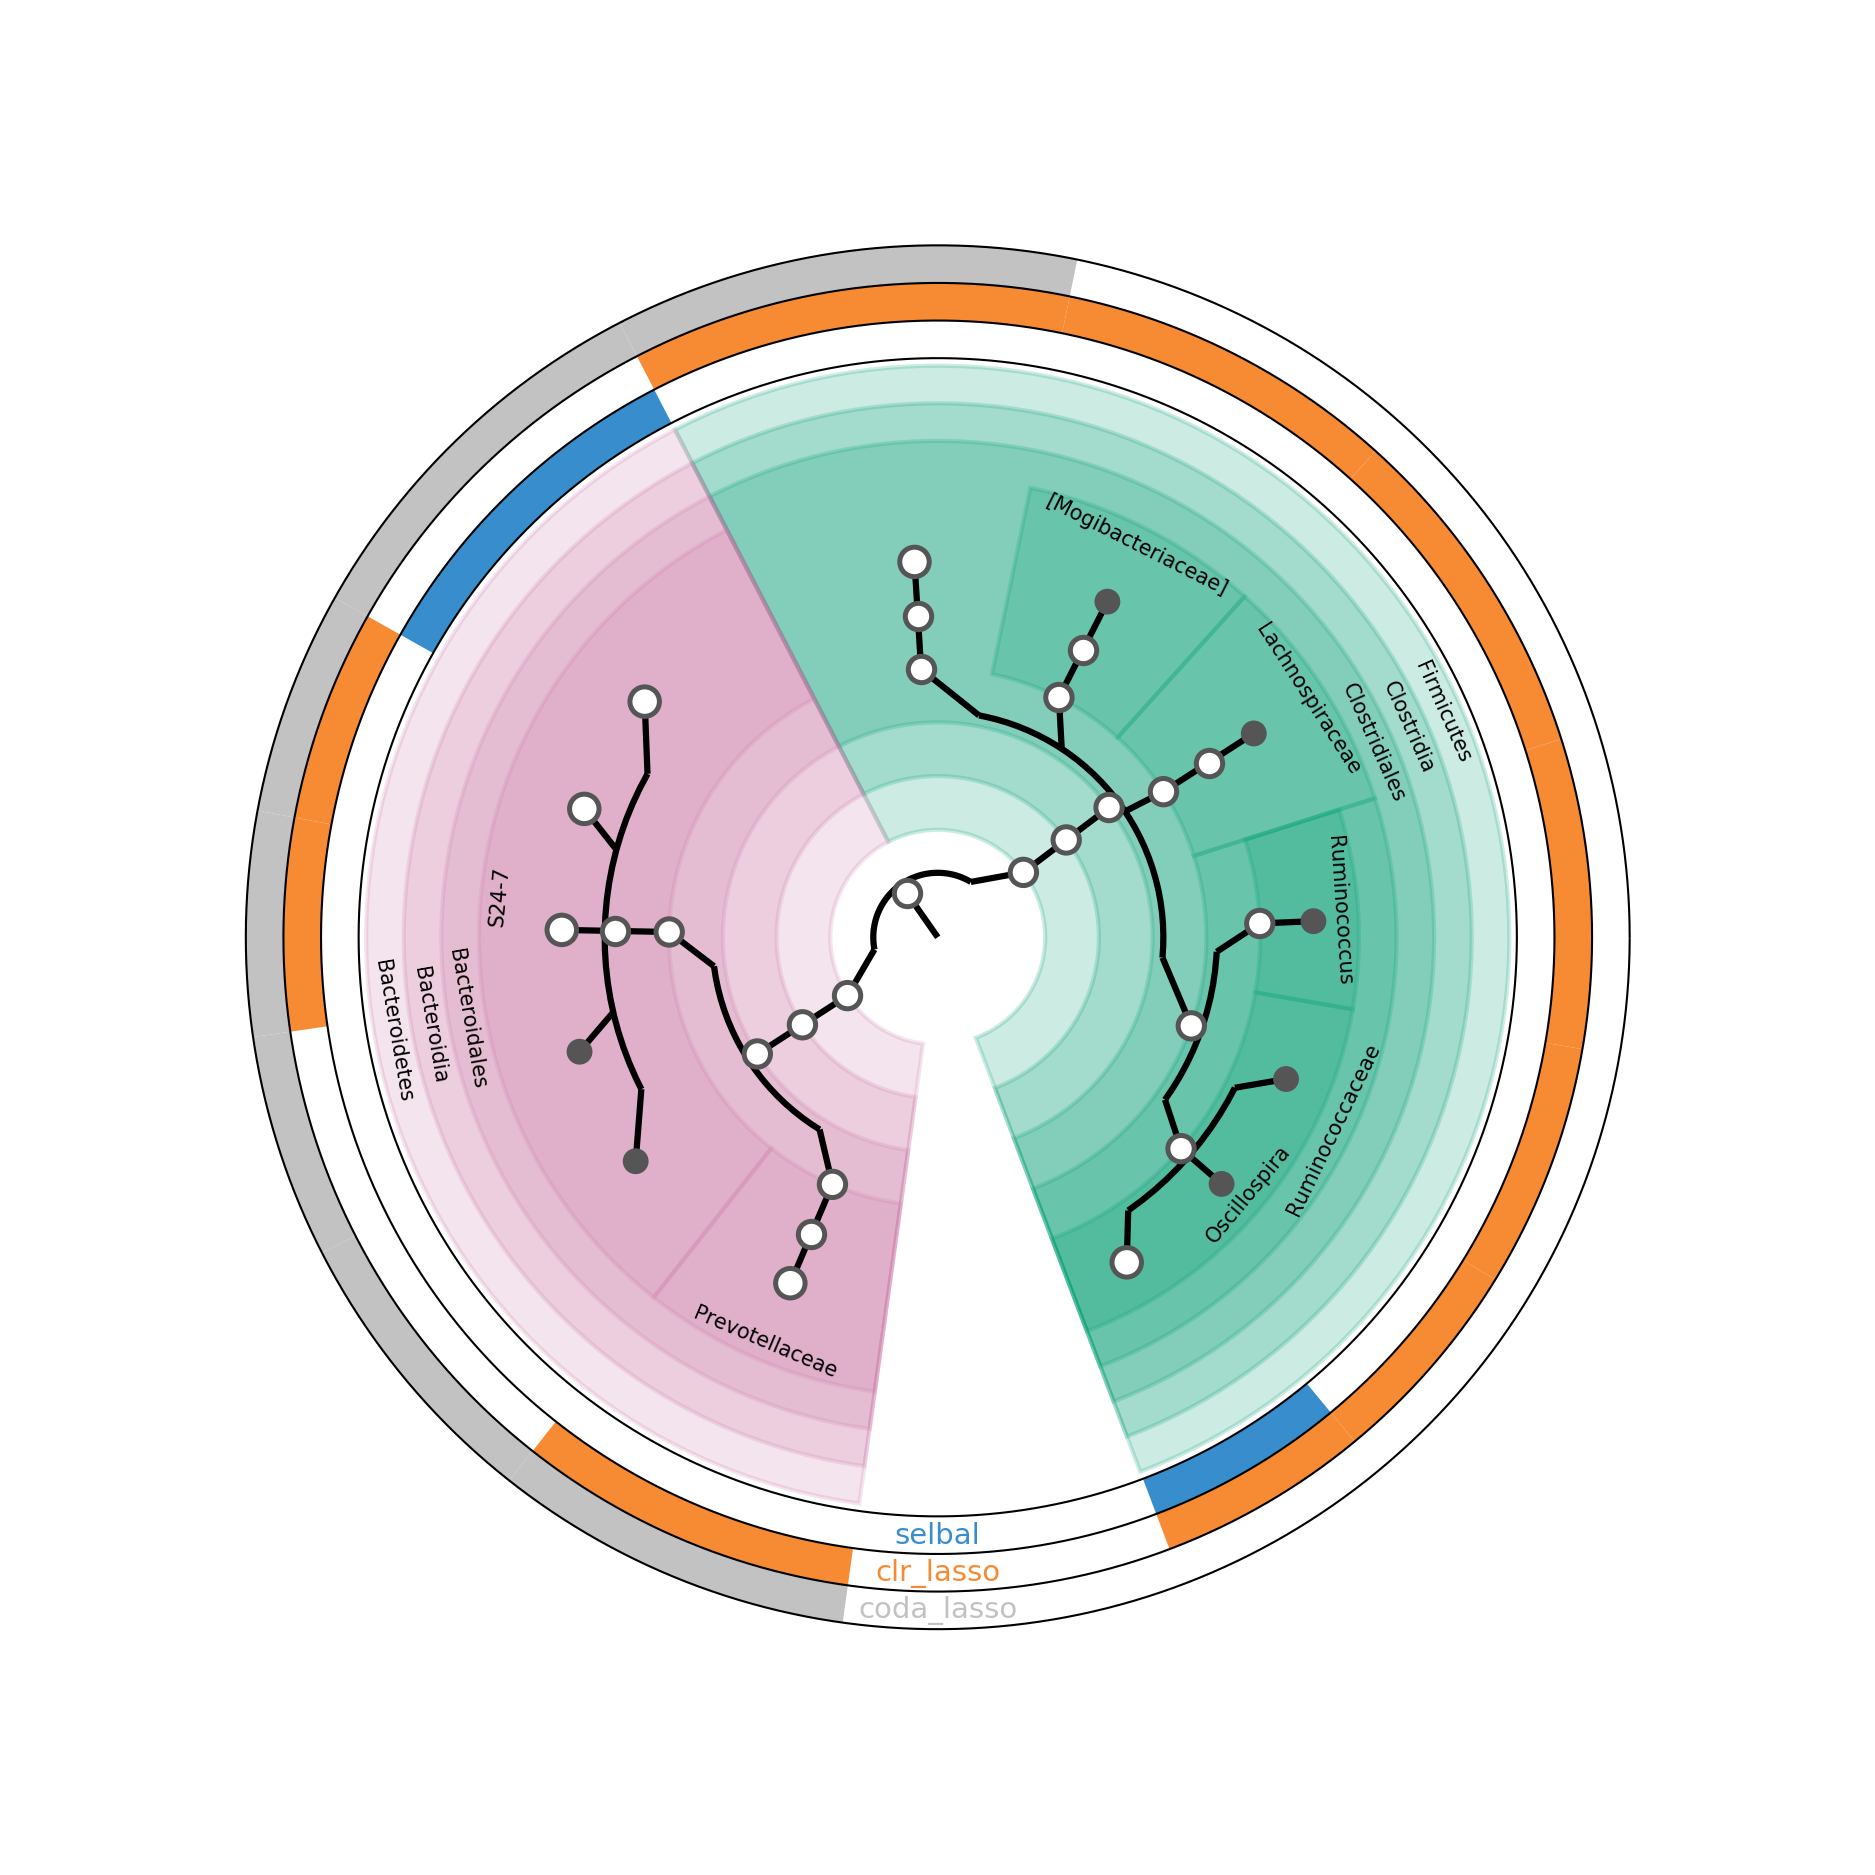 [Mogibacteriaceae]
Lachnospiraceae
Clostridiales
Clostridia
Firmicutes
Ruminococcus
Ruminococcaceae
Oscillospira
S24-7
Bacteroidales
Bacteroidia
Bacteroidetes
Prevotellaceae
selbal
clr_lasso
coda_lasso